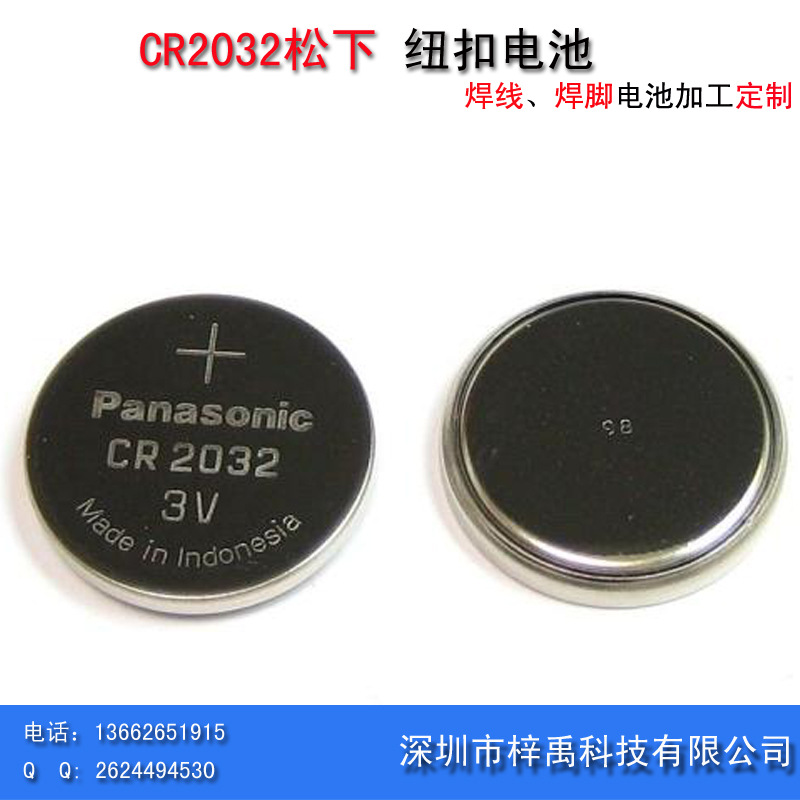 CR2032松下 纽扣电池
焊线、焊脚电池加工定制
+
Panasonic
CR 2032
3V
Made in Indonesia
电话：13662651915
Q Q: 2624494530
深圳市梓禹科技有限公司